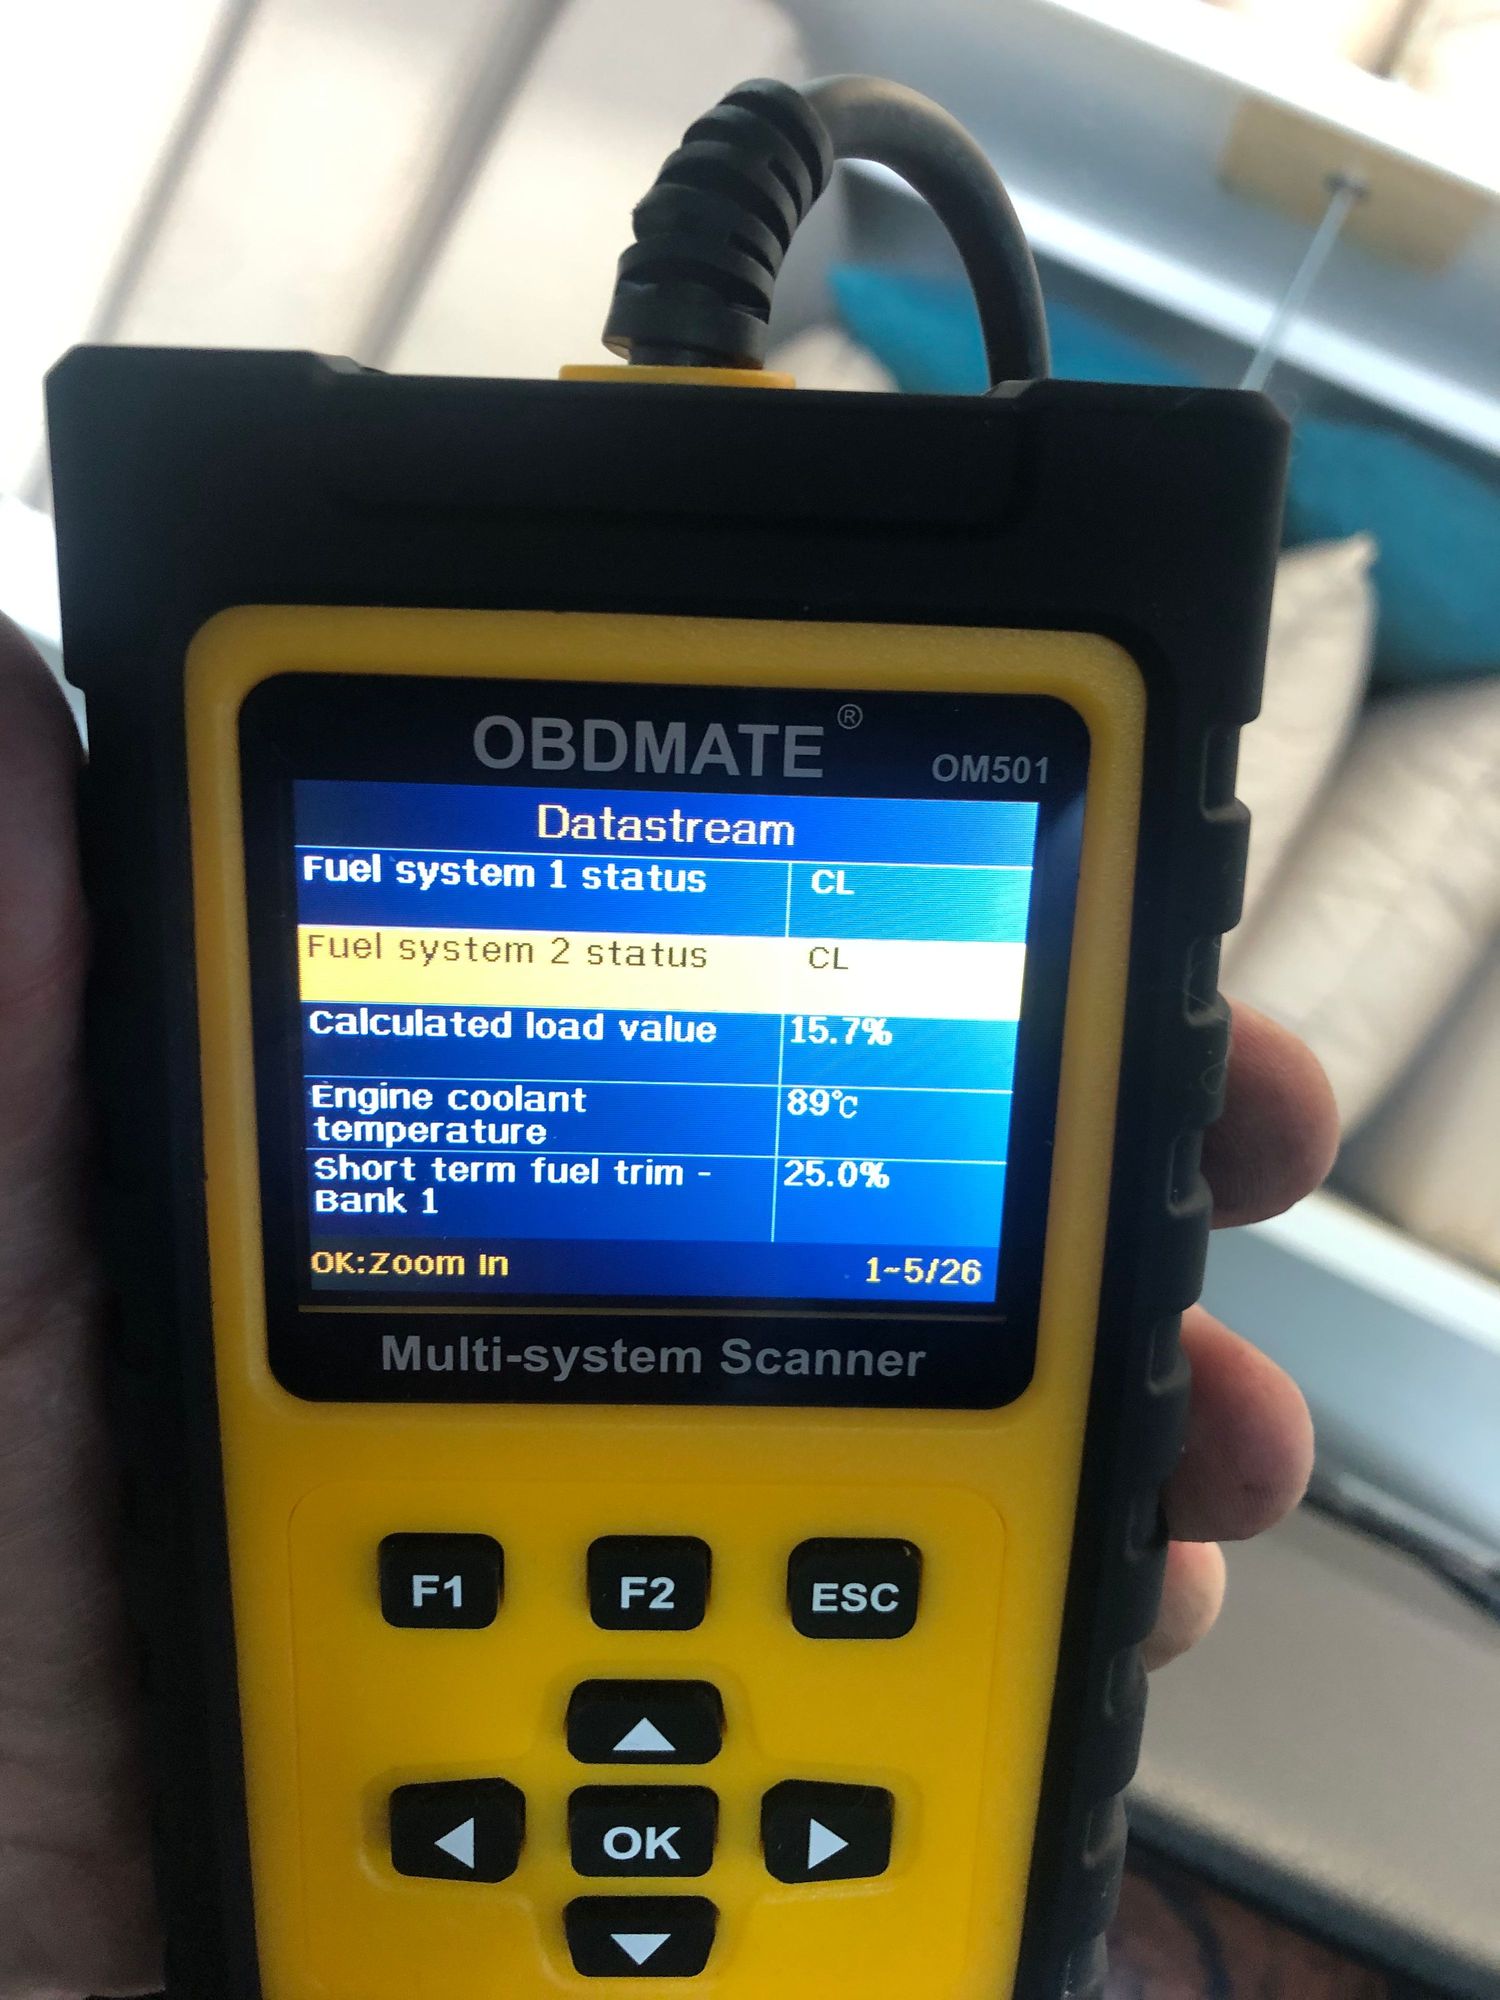 OBDMATE®
OM501
Datastream
Fuel system 1 status CL
Fuel system 2 status CL
Calculated load value 15.7%
Engine coolant 89℃
temperature
Short term fuel trim - 25.0%
Bank 1
OK:Zoom In 1~5/26
Multi-system Scanner
F1 F2 ESC
OK